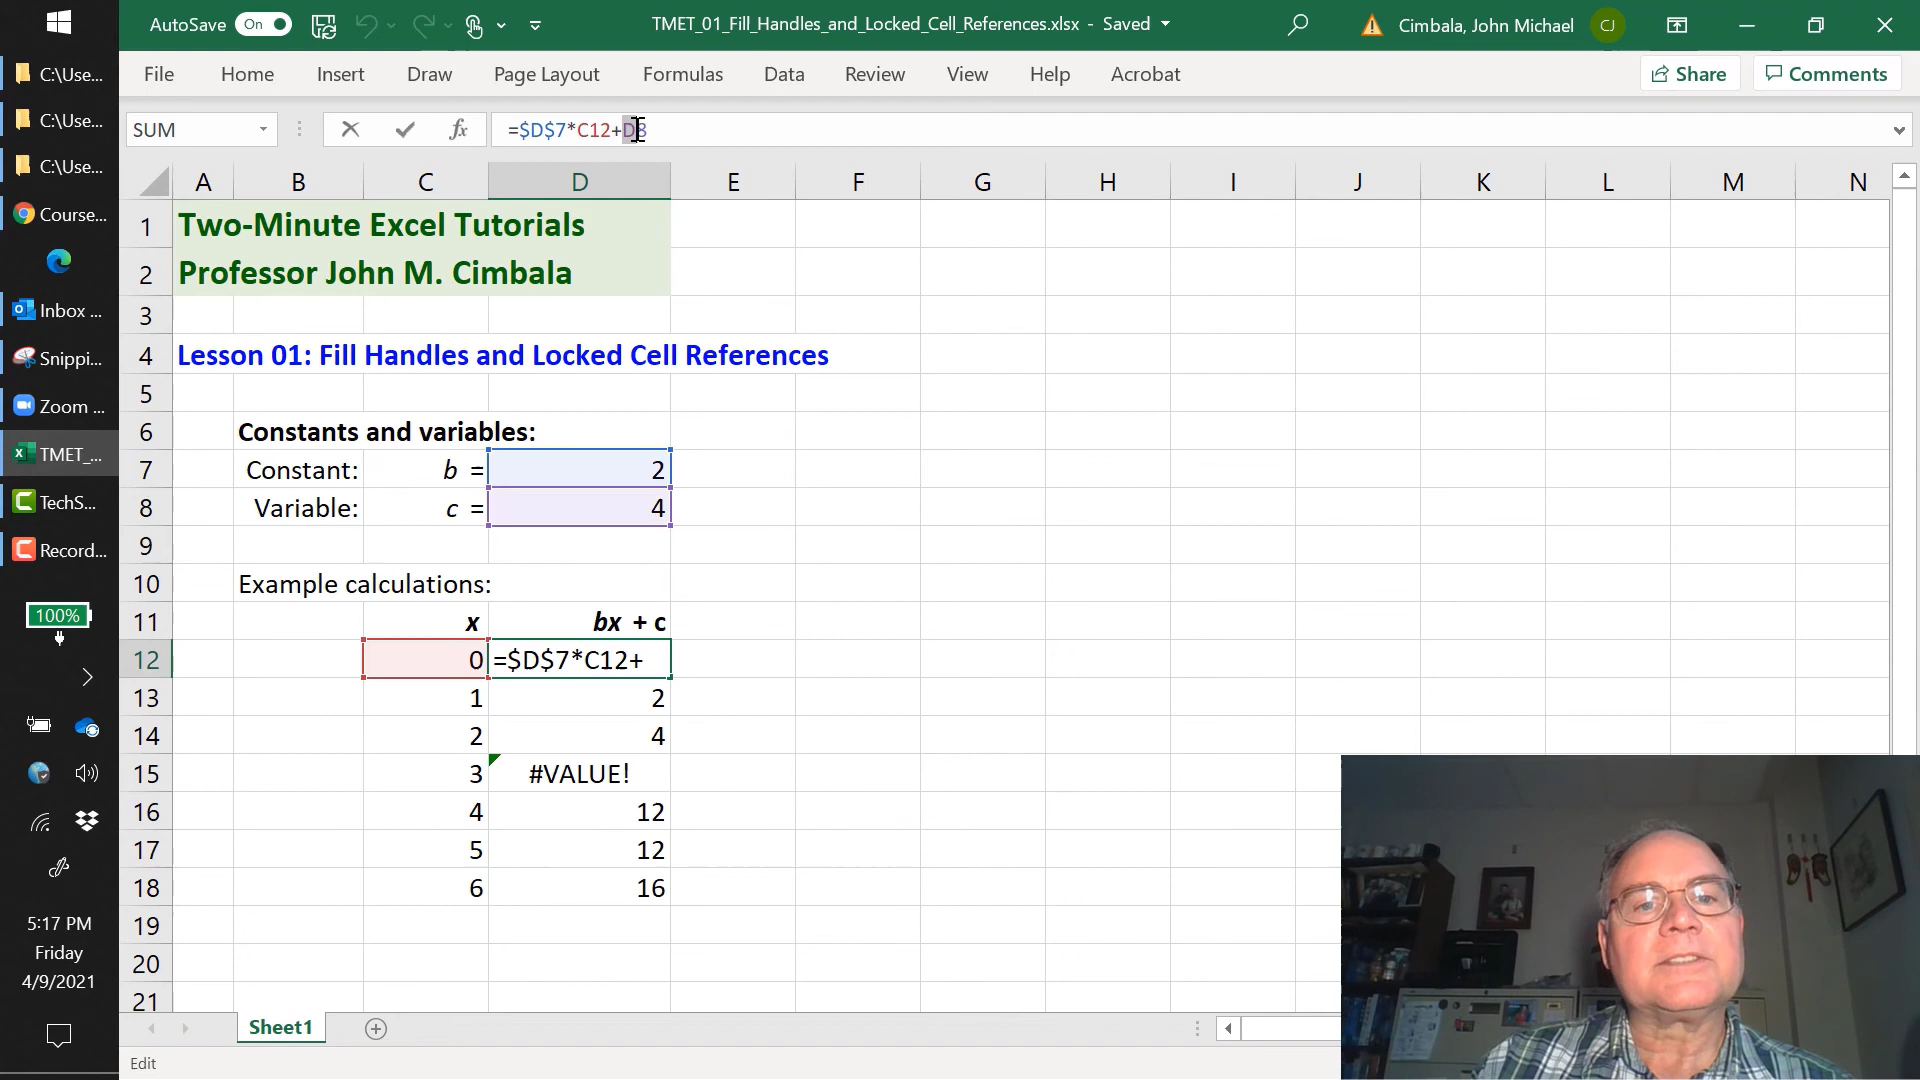 AutoSave On TMET_01_Fill_Handles_and_Locked_Cell_References.xlsx - Saved Cimbala, John Michael CJ
File Home Insert Draw Page Layout Formulas Data Review View Help Acrobat Share Comments
SUM fx =$D$7*C12+D8
A B C D E F G H I J K L M N
1 Two-Minute Excel Tutorials
2 Professor John M. Cimbala
3
4 Lesson 01: Fill Handles and Locked Cell References
5
6 Constants and variables:
7 Constant: b = 2
8 Variable: c = 4
9
10 Example calculations:
11 x bx + c
12 0 =$D$7*C12+
13 1 2
14 2 4
15 3 #VALUE!
16 4 12
17 5 12
18 6 16
19
20
21
Sheet1
Edit
C:\Use...
C:\Use...
C:\Use...
Course...
Inbox ...
Snippi...
Zoom ...
TMET_...
TechS...
Record...
100%
5:17 PM
Friday
4/9/2021